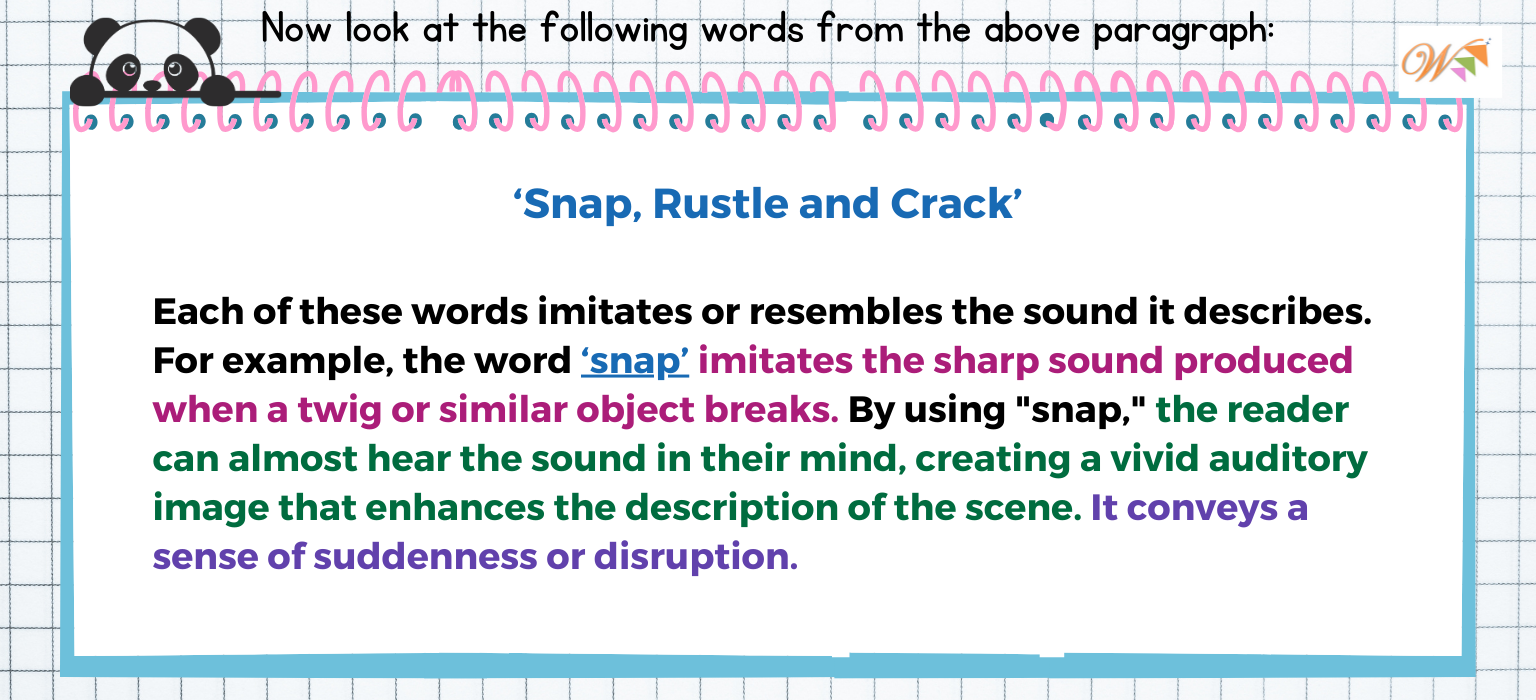 Now look at the following words from the above paragraph:
W
‘Snap, Rustle and Crack’
Each of these words imitates or resembles the sound it describes.
For example, the word ‘snap’ imitates the sharp sound produced
when a twig or similar object breaks. By using "snap," the reader
can almost hear the sound in their mind, creating a vivid auditory
image that enhances the description of the scene. It conveys a
sense of suddenness or disruption.